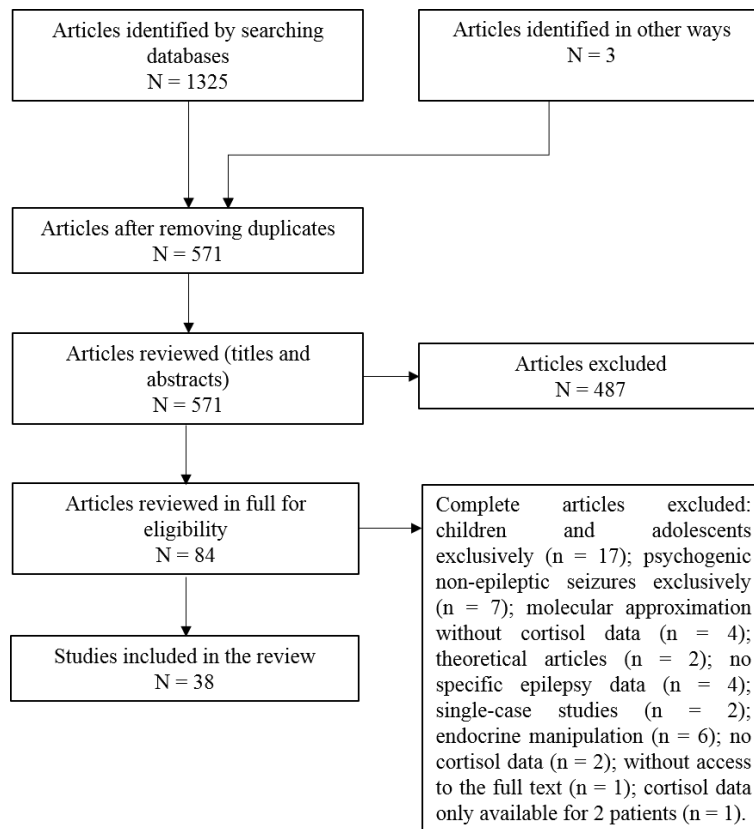 Articles identified by searching
databases
N = 1325
Articles identified in other ways
N = 3
Articles after removing duplicates
N = 571
Articles reviewed (titles and
abstracts)
N = 571
Articles excluded
N = 487
Articles reviewed in full for
eligibility
N = 84
Complete articles excluded:
children and adolescents
exclusively (n = 17); psychogenic
non-epileptic seizures exclusively
(n = 7); molecular approximation
without cortisol data (n = 4);
theoretical articles (n = 2); no
specific epilepsy data (n = 4);
single-case studies (n = 2);
endocrine manipulation (n = 6); no
cortisol data (n = 2); without access
to the full text (n = 1); cortisol data
only available for 2 patients (n = 1).
Studies included in the review
N = 38